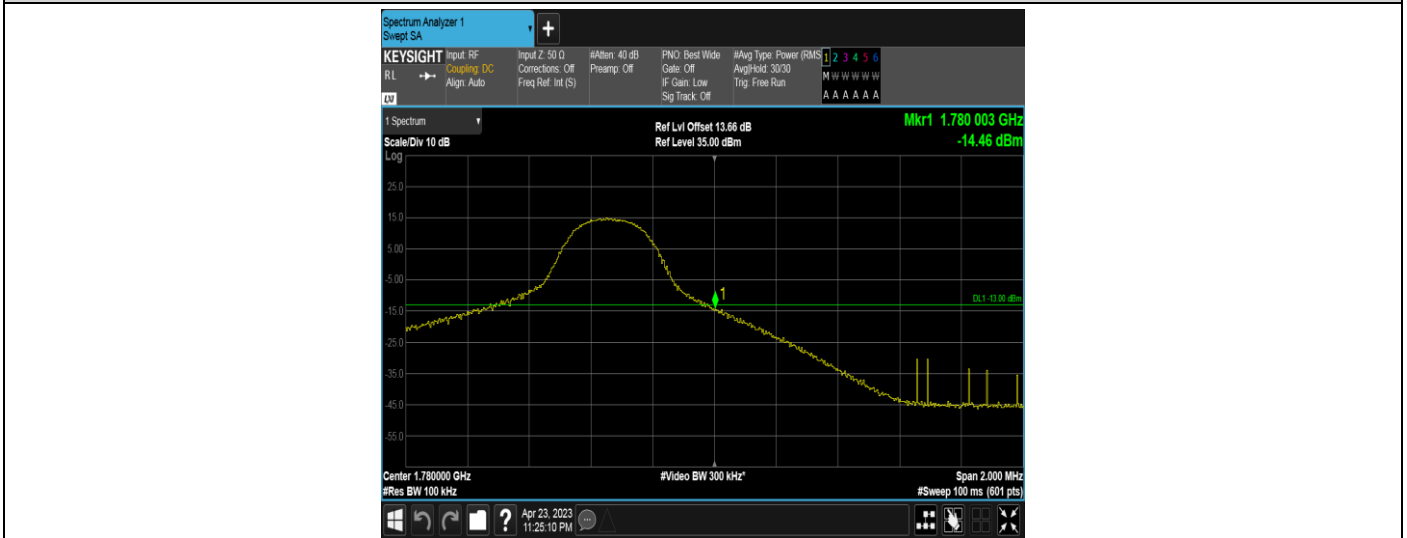 Spectrum Analyzer 1
Swept SA
+
KEYSIGHT Input: RF Input Z: 50 Ω #Atten: 40 dB PNO: Best Wide #Avg Type: Power (RMS 1 2 3 4 5 6
RL Coupling: DC Corrections: Off Preamp: Off Gate: Off Avg|Hold: 30/30 M W W W W W
Align: Auto Freq Ref: Int (S) IF Gain: Low Trig: Free Run
LXI Sig Track: Off A A A A A A
1 Spectrum Ref Lvl Offset 13.66 dB Mkr1 1.780 003 GHz
Scale/Div 10 dB Ref Level 35.00 dBm -14.46 dBm
Log
25.0
15.0
5.00
-5.00
1
DL1 -13.00 dBm
-15.0
-25.0
-35.0
-45.0
-55.0
Center 1.780000 GHz #Video BW 300 kHz* Span 2.000 MHz
#Res BW 100 kHz #Sweep 100 ms (601 pts)
? Apr 23, 2023
11:25:10 PM